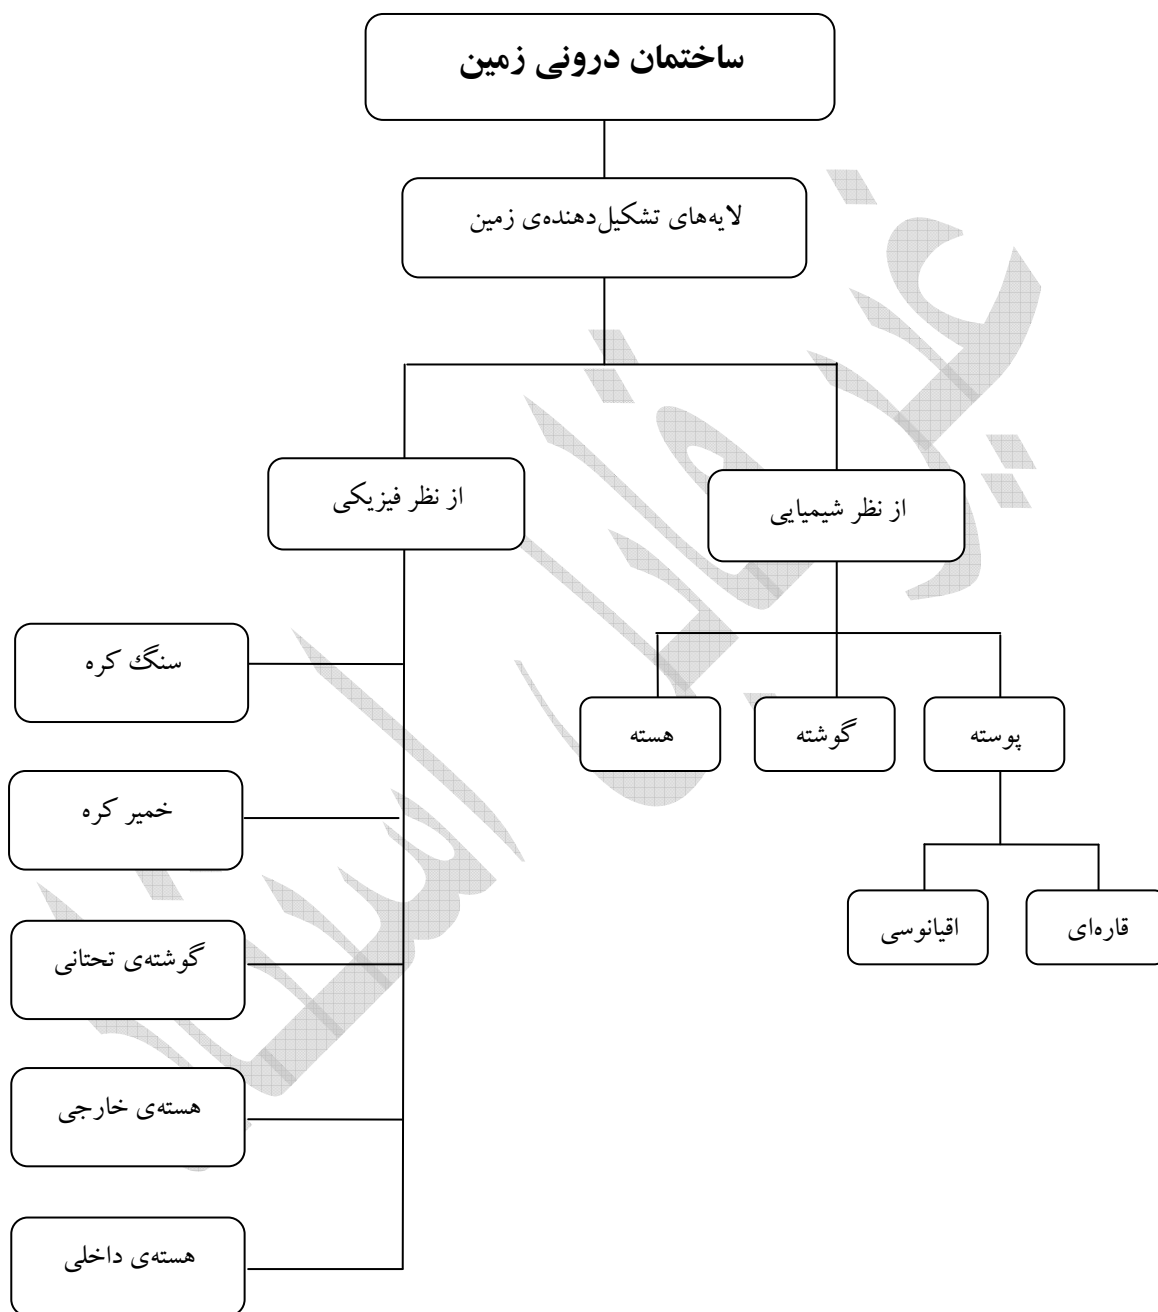 ساختمان درونی زمین
لایه‌های تشکیل‌دهنده‌ی زمین
از نظر شیمیایی
از نظر فیزیکی
پوسته
گوشته
هسته
قاره‌ای
اقیانوسی
سنگ کره
خمیر کره
گوشته‌ی تحتانی
هسته‌ی خارجی
هسته‌ی داخلی